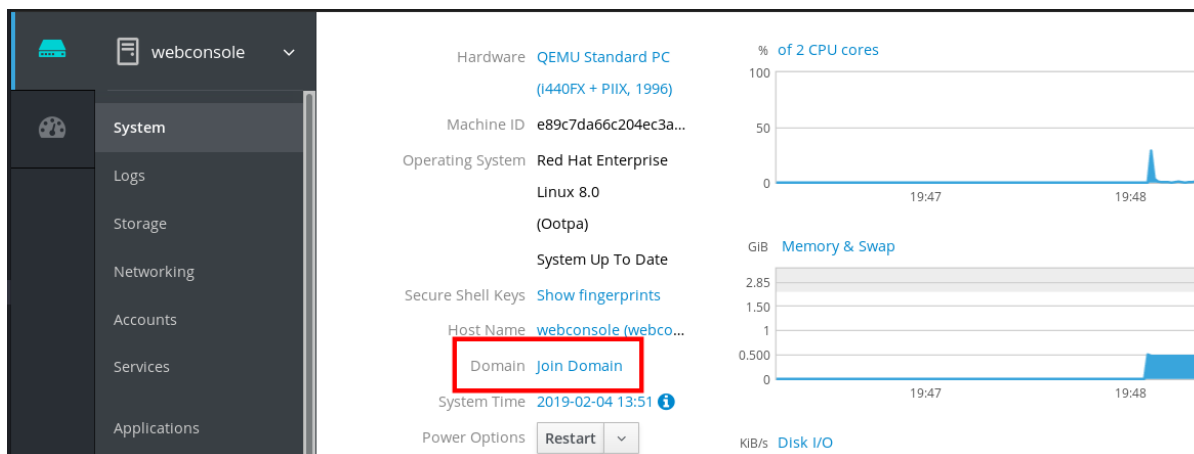 webconsole
System
Logs
Storage
Networking
Accounts
Services
Applications
Hardware QEMU Standard PC
(i440FX + PIIX, 1996)
Machine ID e89c7da66c204ec3a...
Operating System Red Hat Enterprise
Linux 8.0
(Ootpa)
System Up To Date
Secure Shell Keys Show fingerprints
Host Name webconsole (webco...
Domain Join Domain
System Time 2019-02-04 13:51
Power Options Restart
% of 2 CPU cores
100
50
0
19:47 19:48
GiB Memory & Swap
2.85
1.50
1
0.500
0
19:47 19:48
KiB/s Disk I/O